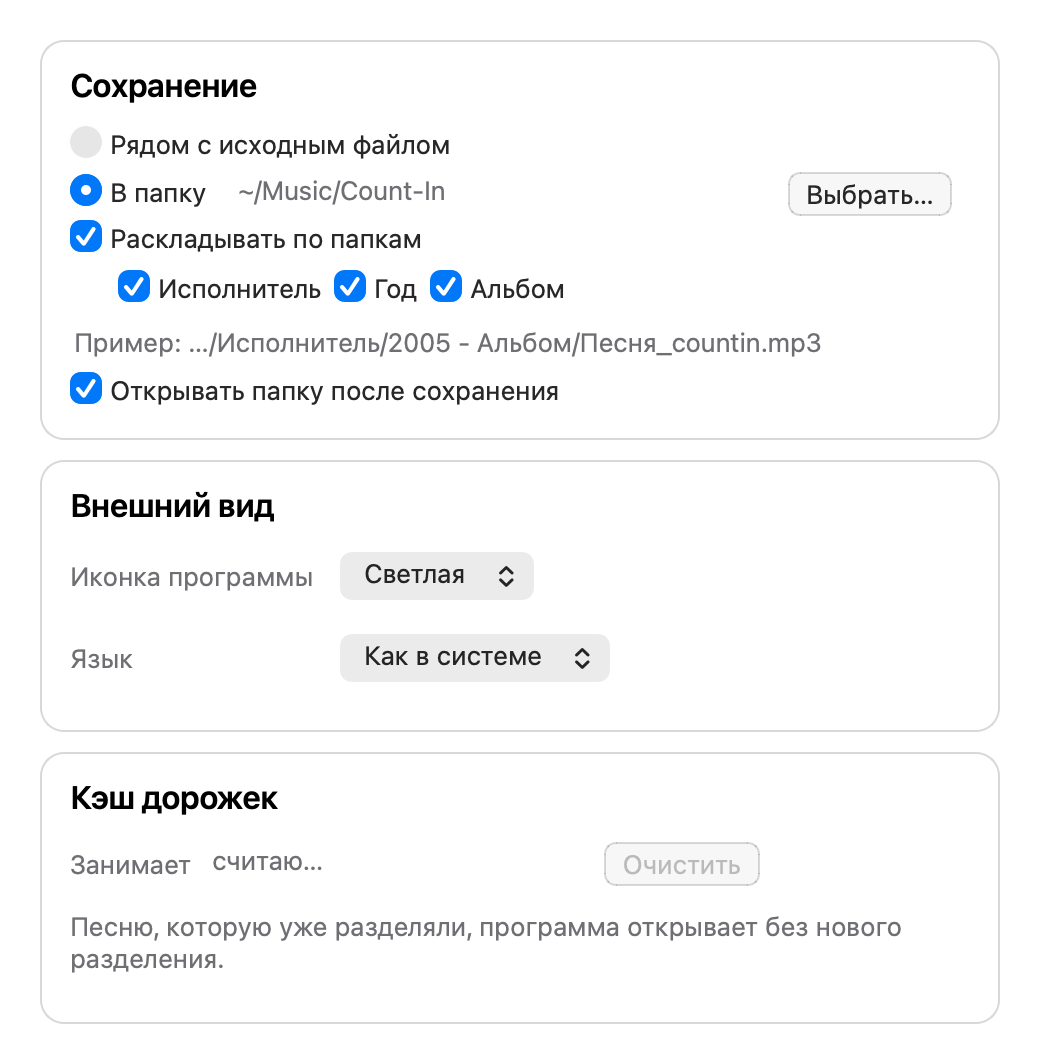 Сохранение
Рядом с исходным файлом
В папку ~/Music/Count-In Выбрать...
Раскладывать по папкам
Исполнитель Год Альбом
Пример: .../Исполнитель/2005 - Альбом/Песня_countin.mp3
Открывать папку после сохранения
Внешний вид
Иконка программы Светлая
Язык Как в системе
Кэш дорожек
Занимает считаю... Очистить
Песню, которую уже разделяли, программа открывает без нового
разделения.